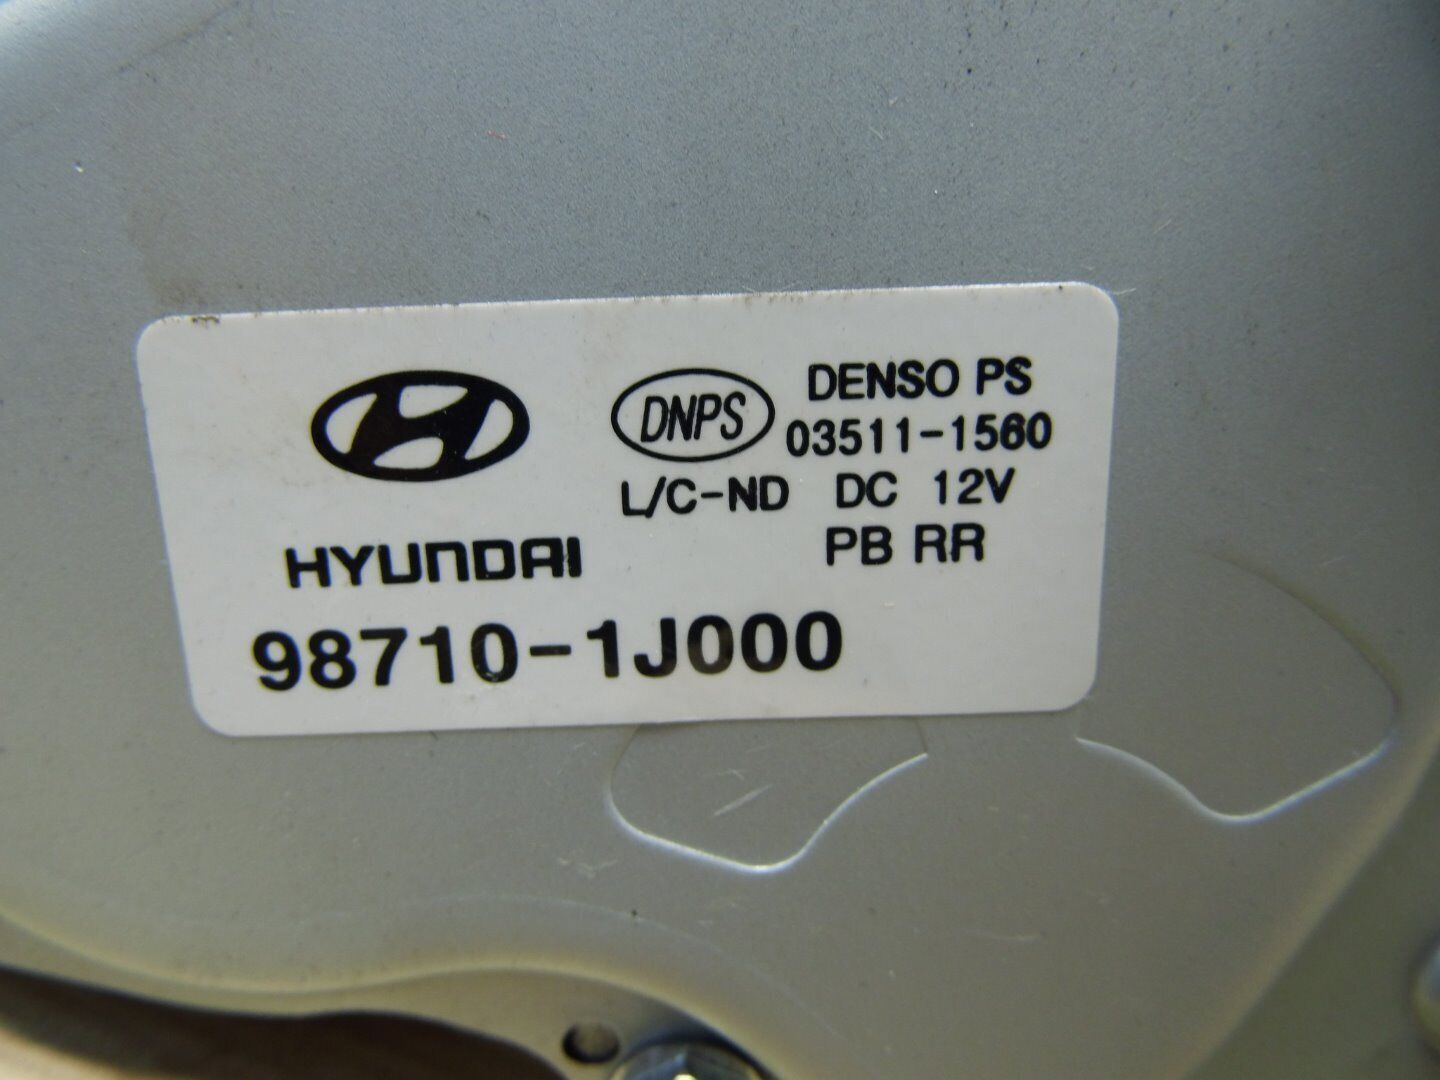 DNPS DENSO PS
03511-1560
L/C-ND DC 12V
HYUNDAI PB RR
98710-1J000